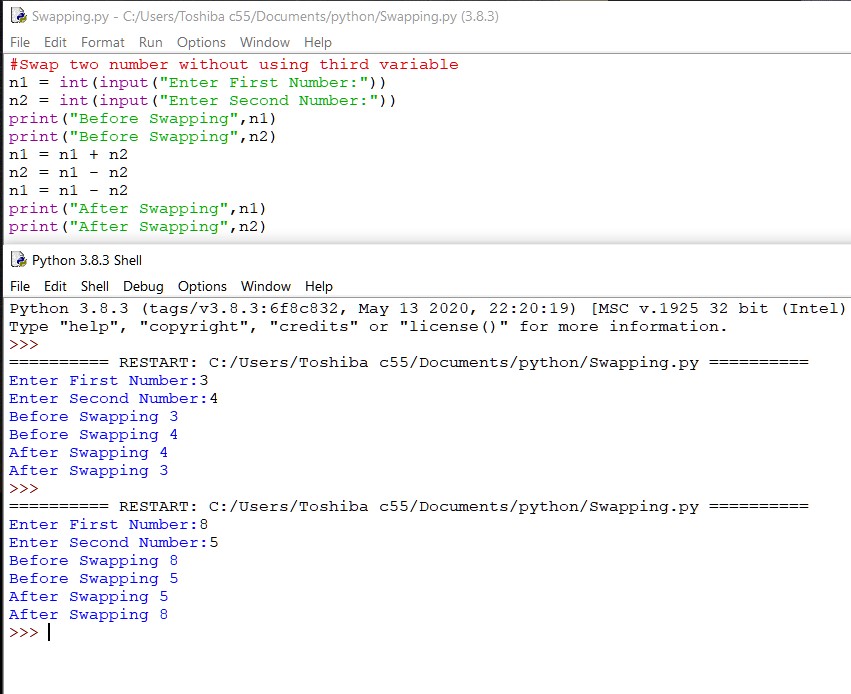 Swapping.py - C:/Users/Toshiba c55/Documents/python/Swapping.py (3.8.3)
File Edit Format Run Options Window Help
#Swap two number without using third variable
n1 = int(input("Enter First Number:"))
n2 = int(input("Enter Second Number:"))
print("Before Swapping",n1)
print("Before Swapping",n2)
n1 = n1 + n2
n2 = n1 - n2
n1 = n1 - n2
print("After Swapping",n1)
print("After Swapping",n2)
Python 3.8.3 Shell
File Edit Shell Debug Options Window Help
Python 3.8.3 (tags/v3.8.3:6f8c832, May 13 2020, 22:20:19) [MSC v.1925 32 bit (Intel)
Type "help", "copyright", "credits" or "license()" for more information.
>>>
========== RESTART: C:/Users/Toshiba c55/Documents/python/Swapping.py ==========
Enter First Number:3
Enter Second Number:4
Before Swapping 3
Before Swapping 4
After Swapping 4
After Swapping 3
>>>
========== RESTART: C:/Users/Toshiba c55/Documents/python/Swapping.py ==========
Enter First Number:8
Enter Second Number:5
Before Swapping 8
Before Swapping 5
After Swapping 5
After Swapping 8
>>>